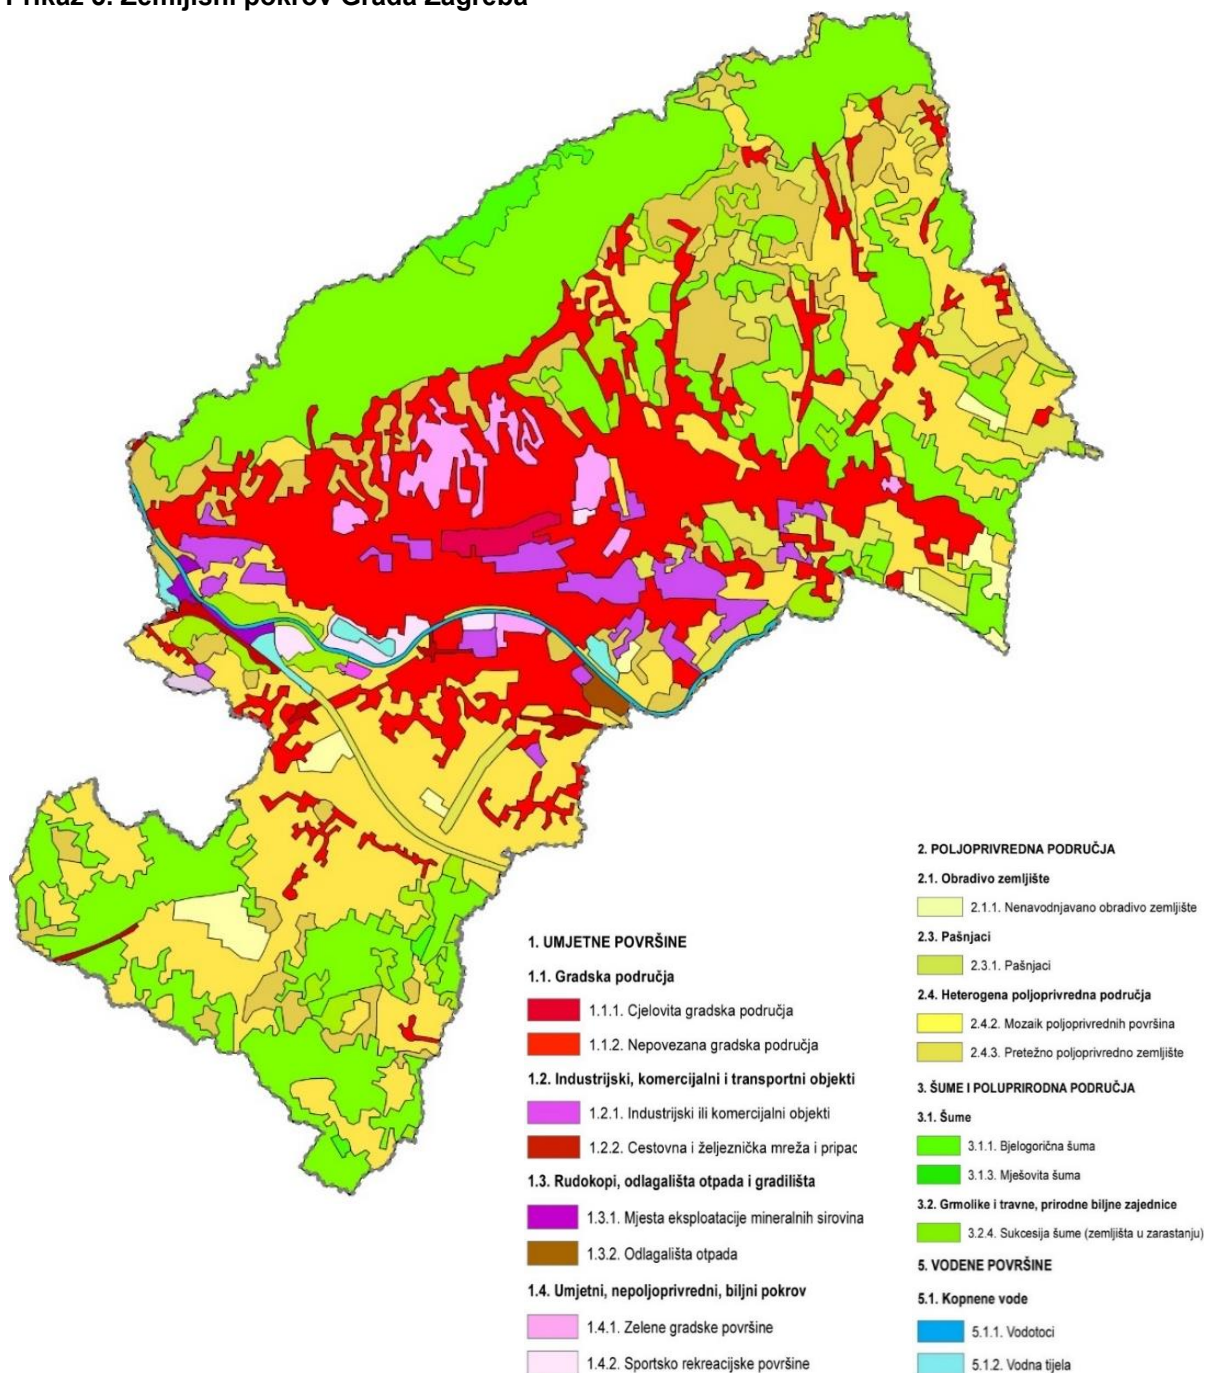 Prikaz 3. Zemljišni pokrov Grada Zagreba
1. UMJETNE POVRŠINE
1.1. Gradska područja
1.1.1. Cjelovita gradska područja
1.1.2. Nepovezana gradska područja
1.2. Industrijski, komercijalni i transportni objekti
1.2.1. Industrijski ili komercijalni objekti
1.2.2. Cestovna i željeznička mreža i pripac
1.3. Rudokopi, odlagališta otpada i gradilišta
1.3.1. Mjesta eksploatacije mineralnih sirovina
1.3.2. Odlagališta otpada
1.4. Umjetni, nepoljoprivredni, biljni pokrov
1.4.1. Zelene gradske površine
1.4.2. Sportsko rekreacijske površine
2. POLJOPRIVREDNA PODRUČJA
2.1. Obradivo zemljište
2.1.1. Nenavodnjavano obradivo zemljište
2.3. Pašnjaci
2.3.1. Pašnjaci
2.4. Heterogena poljoprivredna područja
2.4.2. Mozaik poljoprivrednih površina
2.4.3. Pretežno poljoprivredno zemljište
3. ŠUME I POLUPRIRODNA PODRUČJA
3.1. Šume
3.1.1. Bjelogorična šuma
3.1.3. Mješovita šuma
3.2. Grmolike i travne, prirodne biljne zajednice
3.2.4. Sukcesija šume (zemljišta u zarastanju)
5. VODENE POVRŠINE
5.1. Kopnene vode
5.1.1. Vodotoci
5.1.2. Vodna tijela